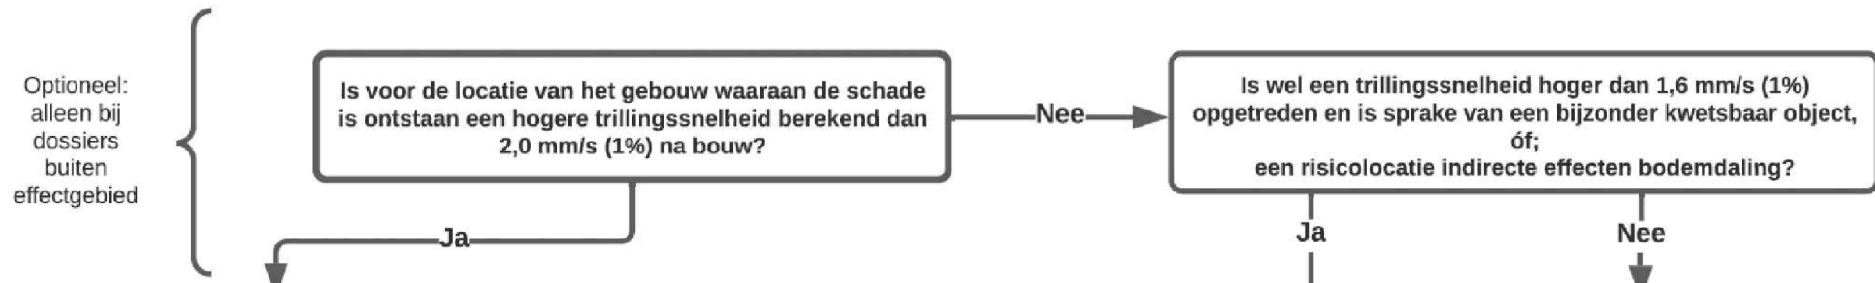 Optioneel:
alleen bij
dossiers
buiten
effectgebied
Is voor de locatie van het gebouw waaraan de schade
is ontstaan een hogere trillingssnelheid berekend dan
2,0 mm/s (1%) na bouw?
Nee
Is wel een trillingssnelheid hoger dan 1,6 mm/s (1%)
opgetreden en is sprake van een bijzonder kwetsbaar object,
óf;
een risicolocatie indirecte effecten bodemdaling?
Ja
Ja
Nee